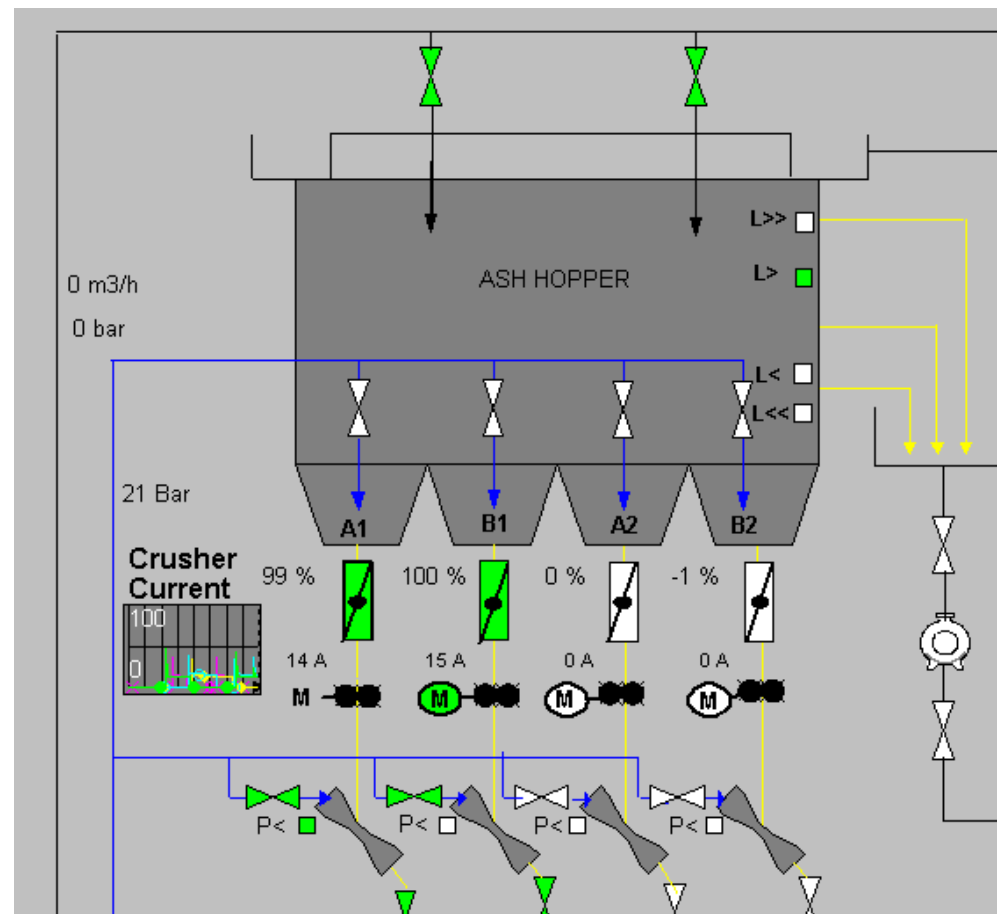 L>>
ASH HOPPER
L>
0 m3/h
0 bar
L<
L<<
21 Bar
A1
B1
A2
B2
Crusher
Current
99 %
100 %
0 %
-1 %
100
0
14 A
15 A
0 A
0 A
M
M
M
M
P<
P<
P<
P<